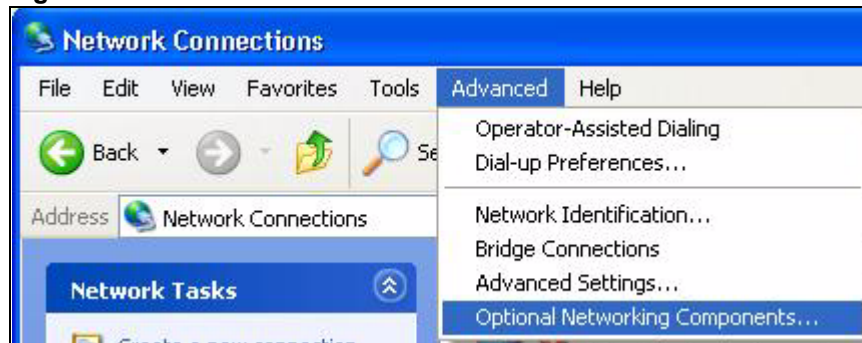 Network Connections
File Edit View Favorites Tools Advanced Help
Back
Operator-Assisted Dialing
Dial-up Preferences...
Address Network Connections
Network Identification...
Bridge Connections
Advanced Settings...
Optional Networking Components...
Network Tasks